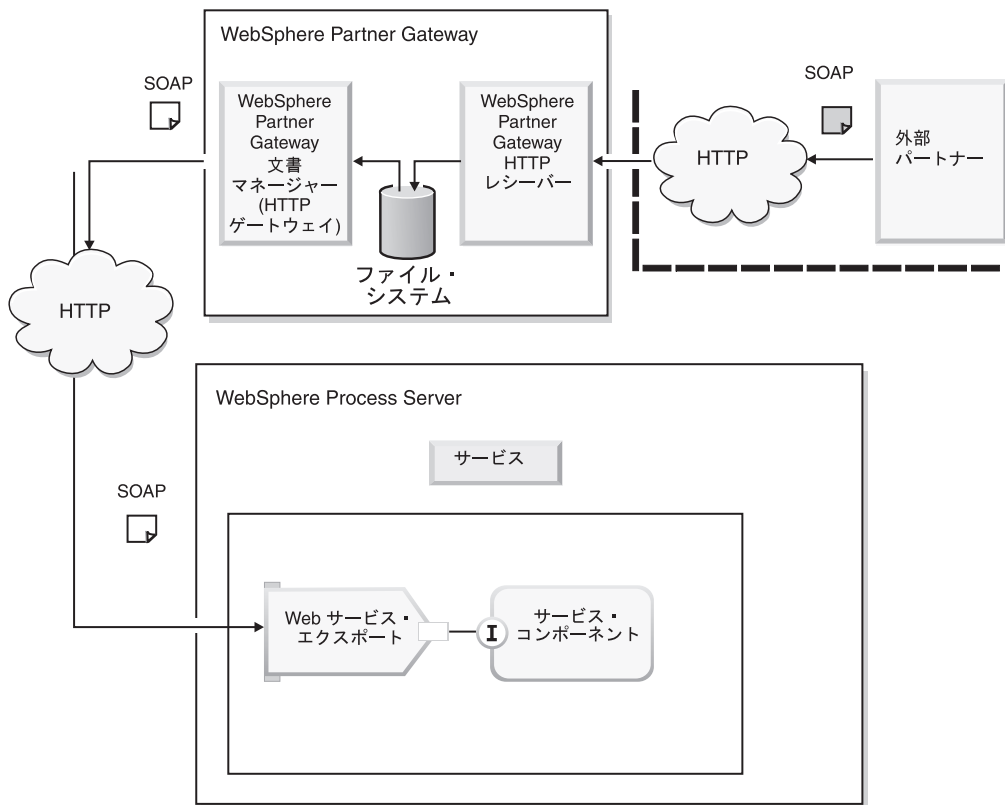 WebSphere Partner Gateway
SOAP
WebSphere
Partner
Gateway
文書
マネージャー
(HTTP
ゲートウェイ)
ファイル・
システム
WebSphere
Partner
Gateway
HTTP
レシーバー
HTTP
SOAP
外部
パートナー
HTTP
WebSphere Process Server
サービス
SOAP
Web サービス・
エクスポート
I
サービス・
コンポーネント